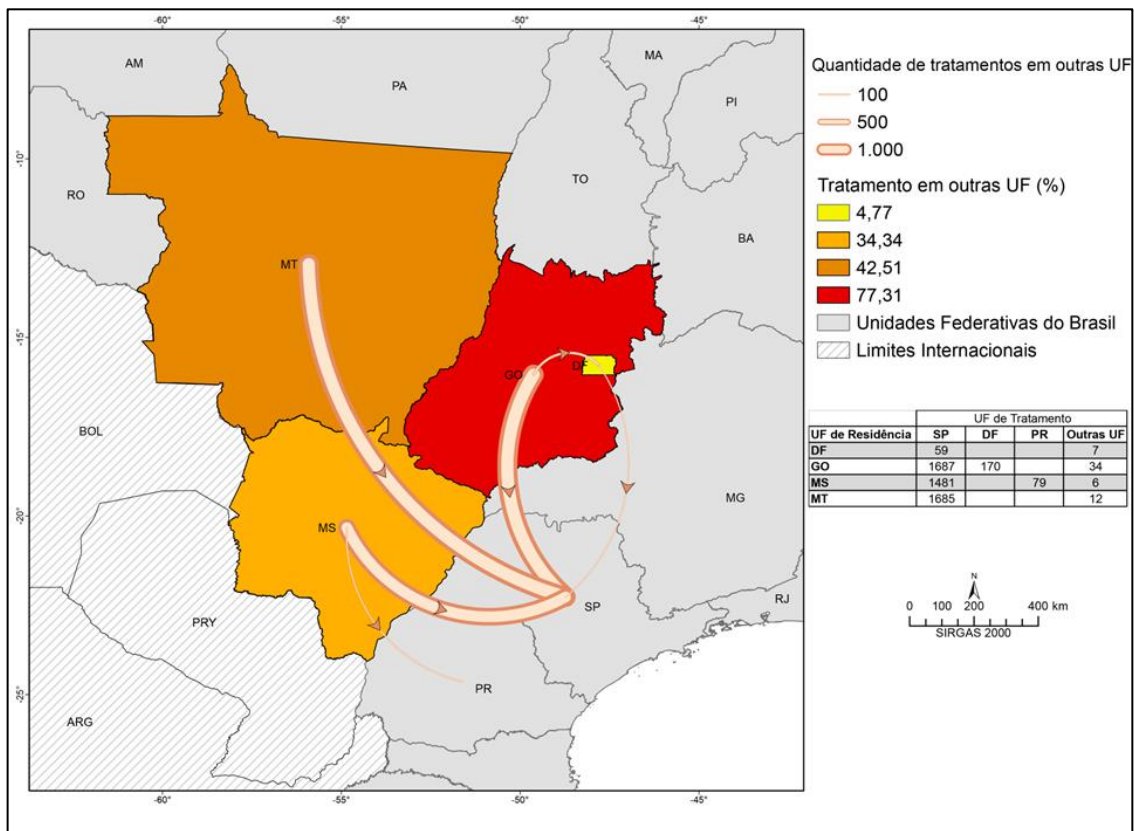 -60° -55° -50° -45°
AM
PA
MA
PI
-10°
TO
RO
BA
MT
-15°
GO
DF
BOL
MG
-20°
MS
SP
RJ
PRY
PR
-25°
ARG
-60° -55° -50° -45°
Quantidade de tratamentos em outras UF
100
500
1.000
Tratamento em outras UF (%)
4,77
34,34
42,51
77,31
Unidades Federativas do Brasil
Limites Internacionais
UF de Tratamento
UF de Residência SP DF PR Outras UF
DF 59 7
GO 1687 170 34
MS 1481 79 6
MT 1685 12
N
0 100 200 400 km
SIRGAS 2000